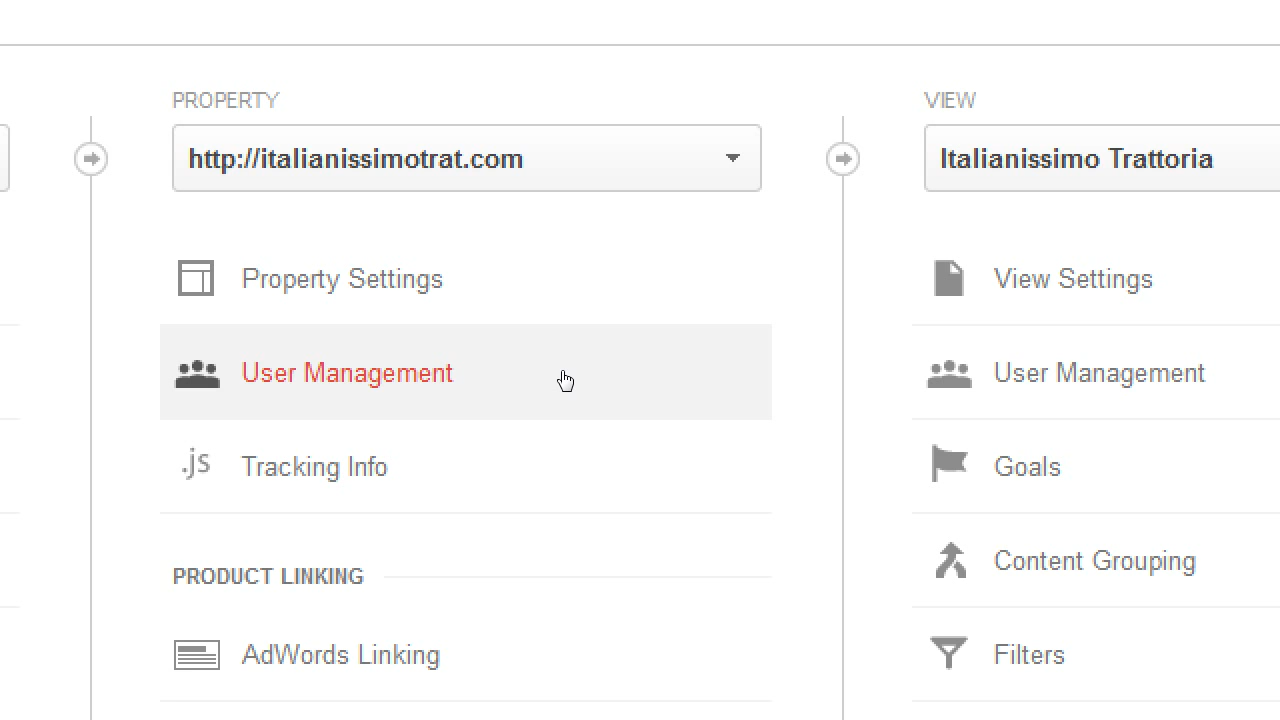 PROPERTY
http://italianissimotrat.com
Property Settings
User Management
.js Tracking Info
PRODUCT LINKING
AdWords Linking
VIEW
Italianissimo Trattoria
View Settings
User Management
Goals
Content Grouping
Filters